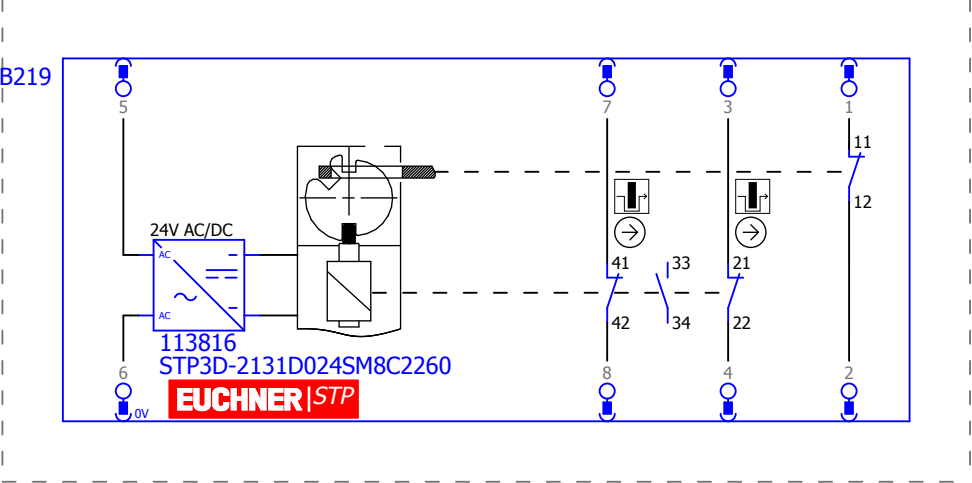 B219
5
7
3
1
11
12
24V AC/DC
AC
AC
41
33
21
42
34
22
113816
STP3D-2131D024SM8C2260
EUCHNER|STP
6
0V
8
4
2